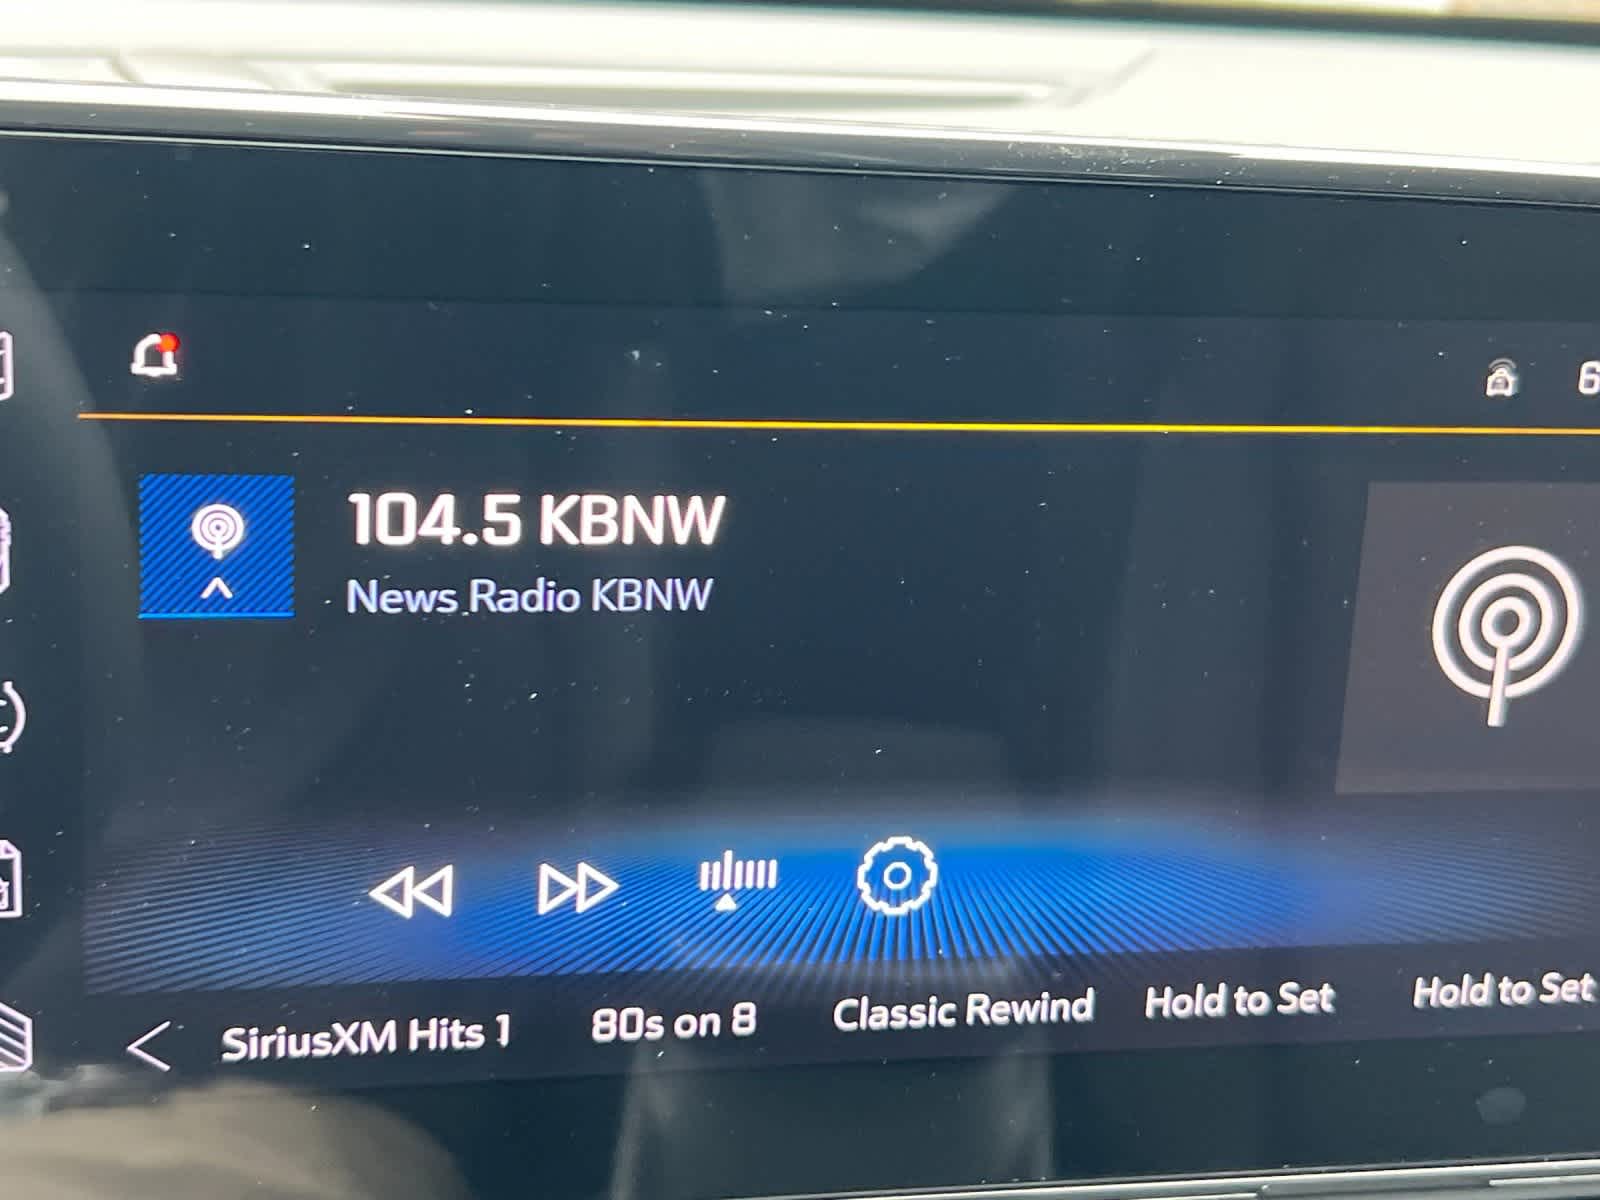 6
104.5 KBNW
News Radio KBNW
SiriusXM Hits 1
80s on 8
Classic Rewind
Hold to Set
Hold to Set